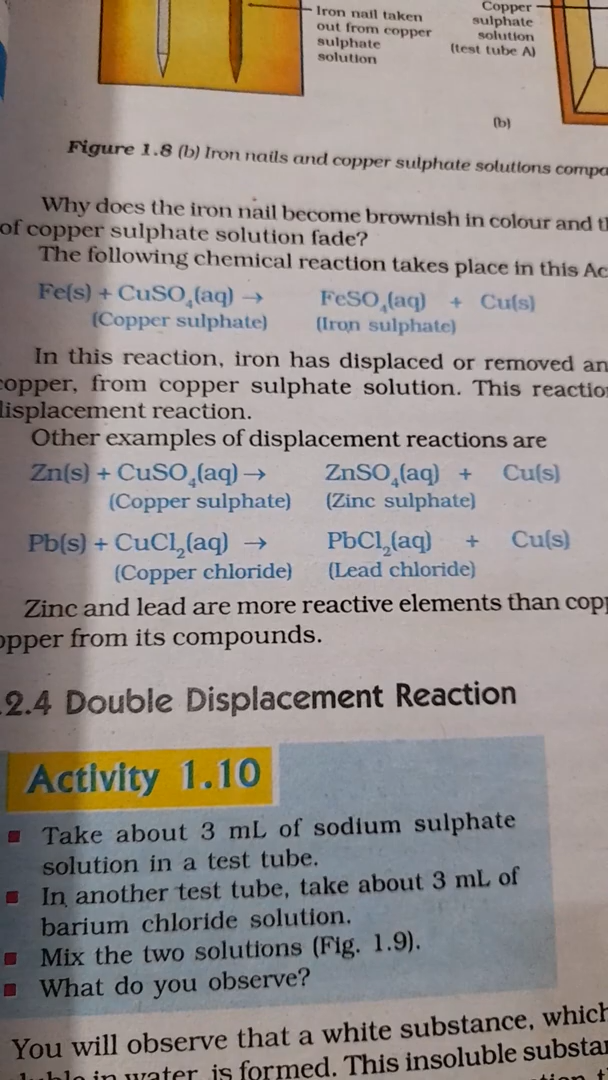 Iron nail taken
out from copper
sulphate
solution
Copper
sulphate
solution
(test tube A)
(b)
Figure 1.8 (b) Iron nails and copper sulphate solutions
Why does the iron nail become brownish in colour and
of copper sulphate solution fade?
The following chemical reaction takes place in this
Fe(s) + CuSO₄(aq) → FeSO₄(aq) + Cu(s)
(Copper sulphate) (Iron sulphate)
In this reaction, iron has displaced or removed
copper, from copper sulphate solution. This
displacement reaction.
Other examples of displacement reactions are
Zn(s) + CuSO₄(aq) → ZnSO₄(aq) + Cu(s)
(Copper sulphate) (Zinc sulphate)
Pb(s) + CuCl₂(aq) → PbCl₂(aq) + Cu(s)
(Copper chloride) (Lead chloride)
Zinc and lead are more reactive elements than
opper from its compounds.
.2.4 Double Displacement Reaction
Activity 1.10
Take about 3 mL of sodium sulphate
solution in a test tube.
In another test tube, take about 3 mL of
barium chloride solution.
Mix the two solutions (Fig. 1.9).
What do you observe?
You will observe that a white substance, which
in water, is formed. This insoluble